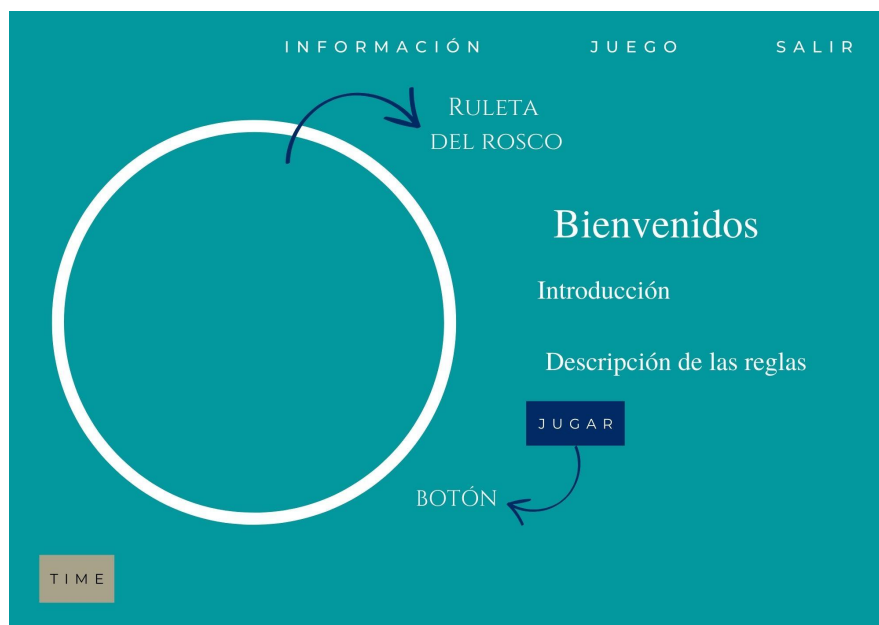 INFORMACIÓN JUEGO SALIR
RULETA
DEL ROSCO
Bienvenidos
Introducción
Descripción de las reglas
JUGAR
BOTÓN
TIME